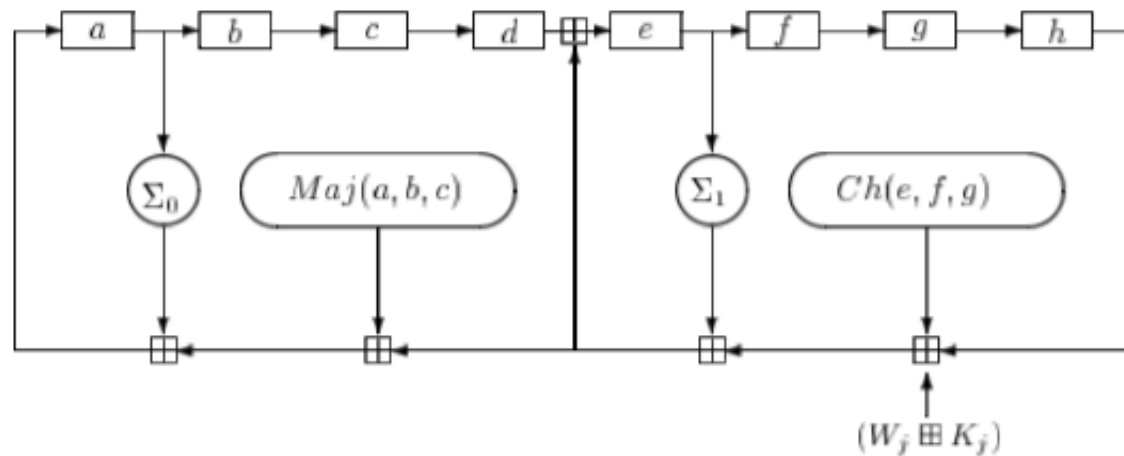 a b c d e f g h
Σ₀ Maj(a, b, c) Σ₁ Ch(e, f, g)
(Wⱼ ⊞ Kⱼ)